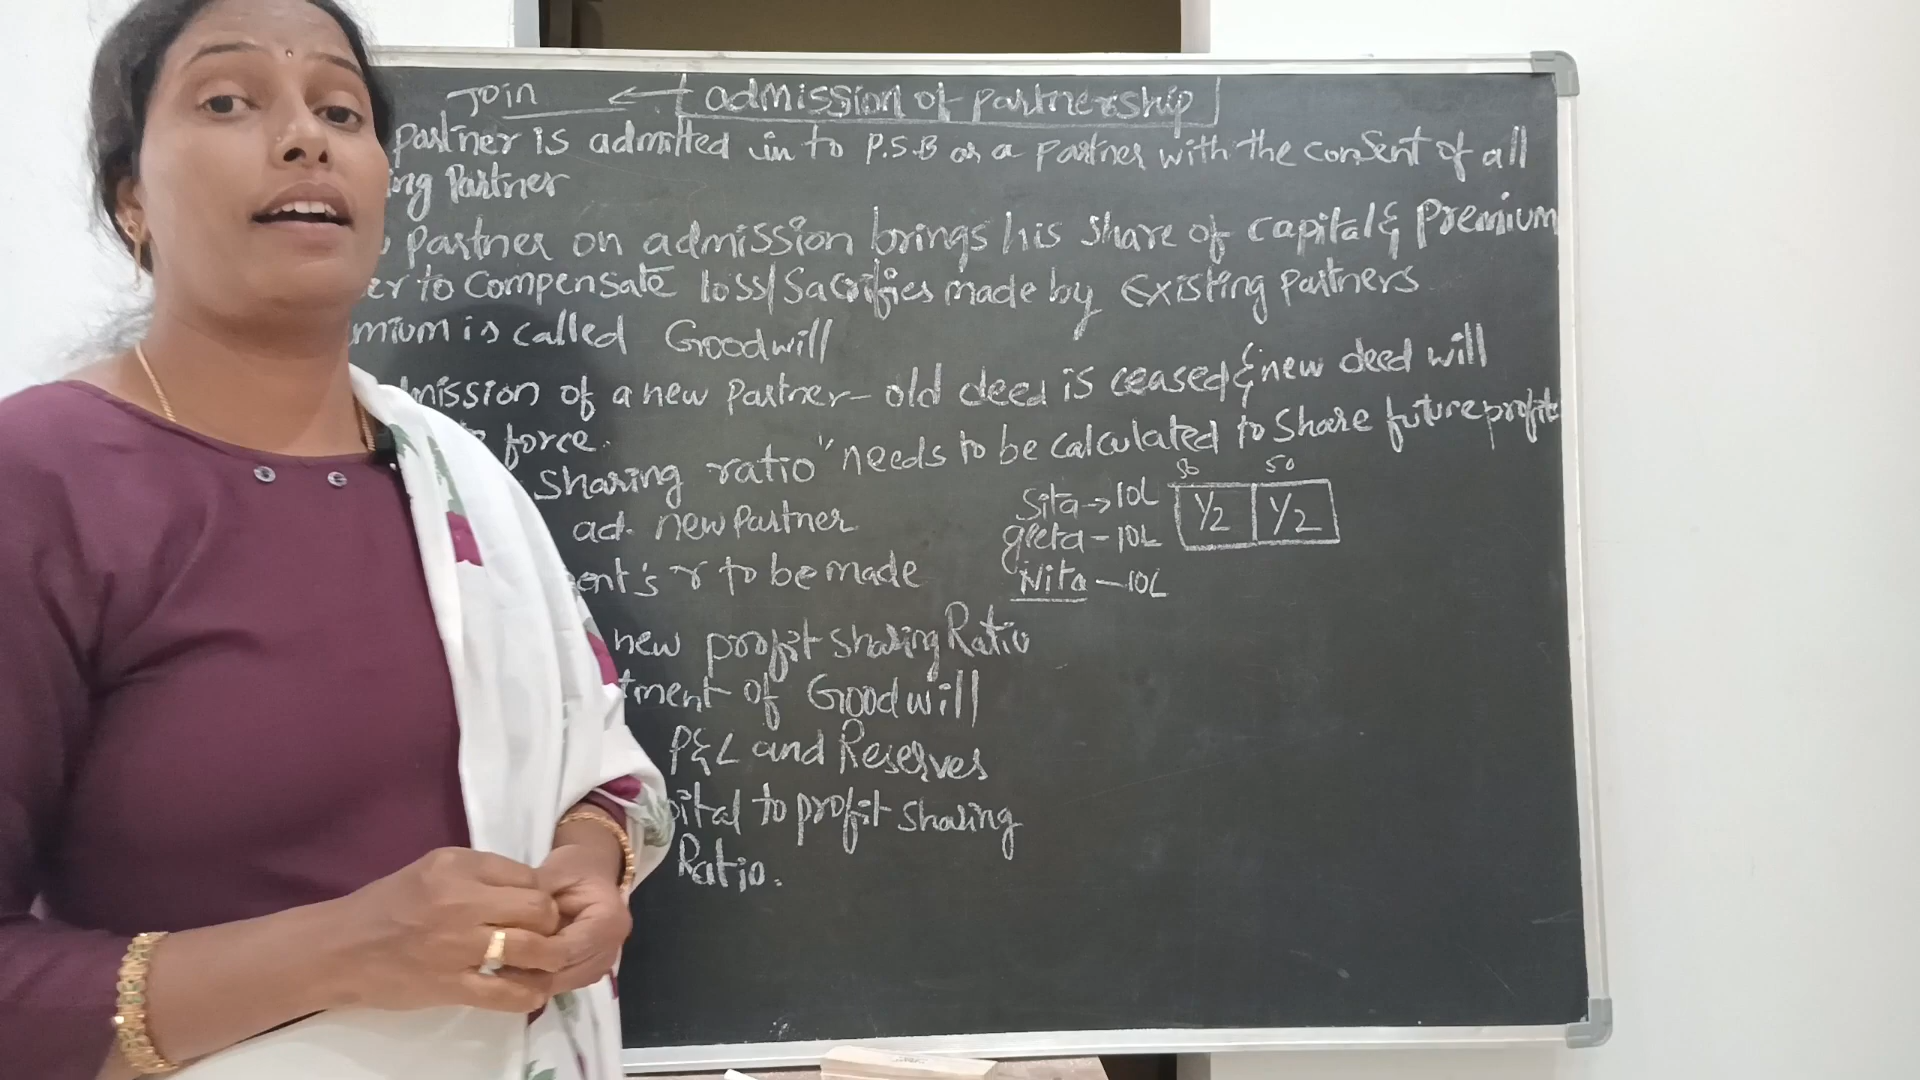 Join ← admission of partnership
partner is admitted in to P.S.B as a partner with the consent of all
ing Partner
partner on admission brings his share of capital & Premium
er to compensate loss/Sacrifies made by Existing partners
mium is called Goodwill
mission of a new partner - old deed is ceased & new deed will
force.
Sharing ratio" needs to be calculated to share future profits
50 50
ad. new partner
Sita → 10L 1/2 1/2
geeta - 10L
ent's r to be made
Nita - 10L
new profit sharing Ratio
tment of Goodwill
P&L and Reserves
pital to profit sharing
Ratio.